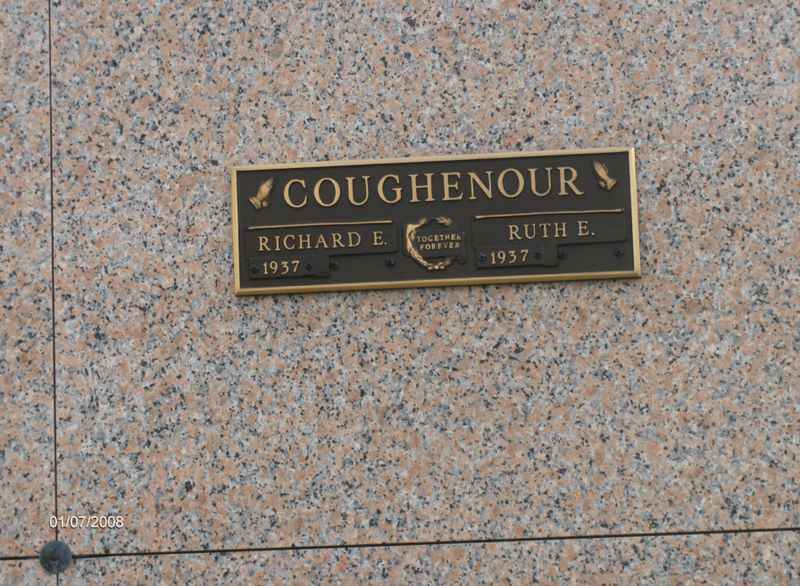 COUGHENOUR
RICHARD E.
1937
TOGETHER
FOREVER
RUTH E.
1937
01/07/2008